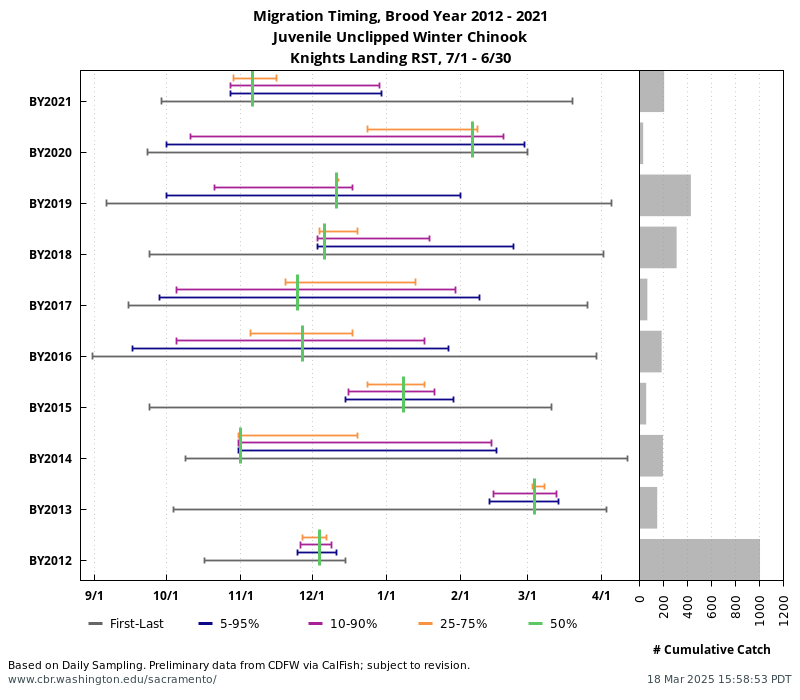 Migration Timing, Brood Year 2012 - 2021
Juvenile Unclipped Winter Chinook
Knights Landing RST, 7/1 - 6/30
BY2021
BY2020
BY2019
BY2018
BY2017
BY2016
BY2015
BY2014
BY2013
BY2012
9/1 10/1 11/1 12/1 1/1 2/1 3/1 4/1
0 200 400 600 800 1000 1200
First-Last 5-95% 10-90% 25-75% 50%
# Cumulative Catch
Based on Daily Sampling. Preliminary data from CDFW via CalFish; subject to revision.
www.cbr.washington.edu/sacramento/
18 Mar 2025 15:58:53 PDT